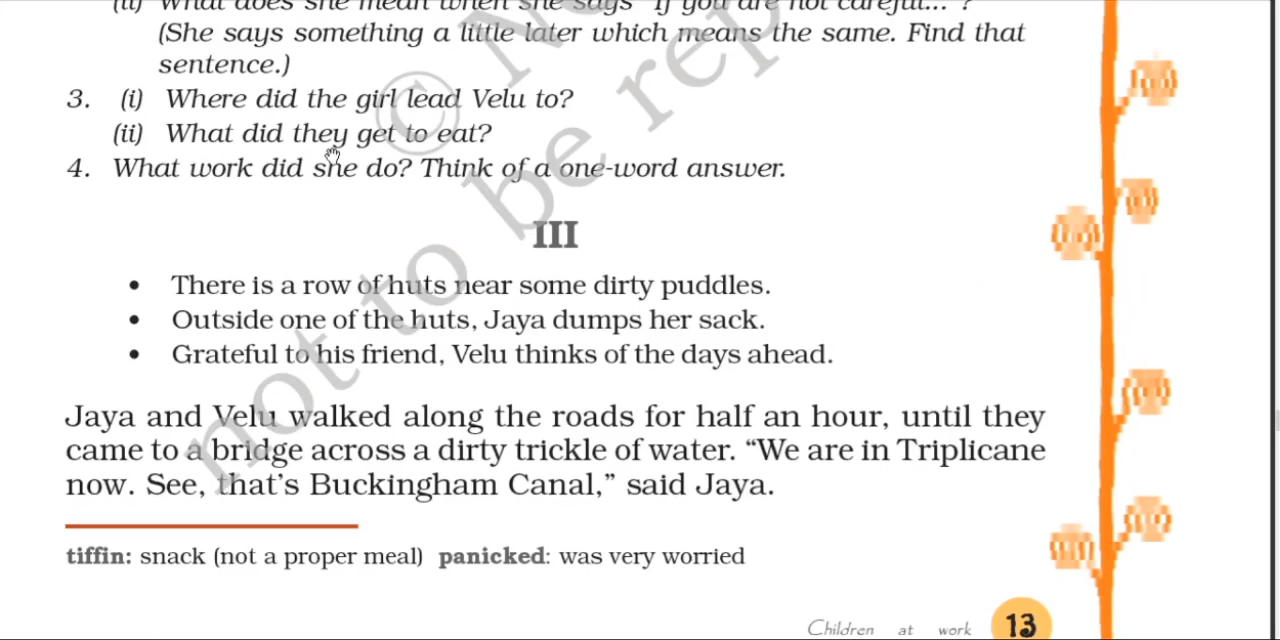 (ii) What does she mean when she says "If you are not careful... "?
(She says something a little later which means the same. Find that
sentence.)
3. (i) Where did the girl lead Velu to?
(ii) What did they get to eat?
4. What work did she do? Think of a one-word answer.
III
• There is a row of huts near some dirty puddles.
• Outside one of the huts, Jaya dumps her sack.
• Grateful to his friend, Velu thinks of the days ahead.
Jaya and Velu walked along the roads for half an hour, until they
came to a bridge across a dirty trickle of water. “We are in Triplicane
now. See, that’s Buckingham Canal,” said Jaya.
tiffin: snack (not a proper meal) panicked: was very worried
Children at work 13
© N
not to be rep